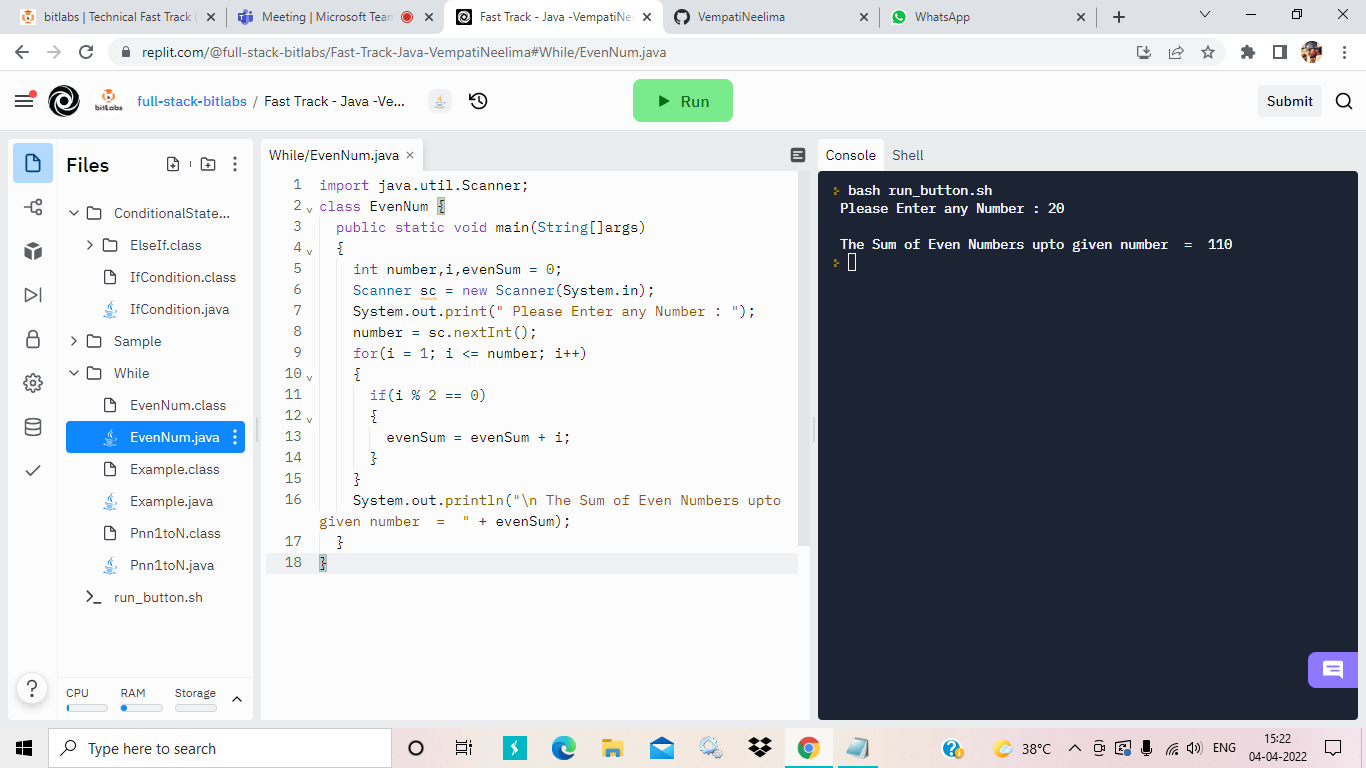 bitlabs | Technical Fast Track
Meeting | Microsoft Team
Fast Track - Java -VempatiNe
VempatiNeelima
WhatsApp
replit.com/@full-stack-bitlabs/Fast-Track-Java-VempatiNeelima#While/EvenNum.java
bitLabs
full-stack-bitlabs / Fast Track - Java -Ve...
Run
Submit
Files
ConditionalState...
ElseIf.class
IfCondition.class
IfCondition.java
Sample
While
EvenNum.class
EvenNum.java
Example.class
Example.java
Pnn1toN.class
Pnn1toN.java
run_button.sh
CPU RAM Storage
While/EvenNum.java
1 import java.util.Scanner;
2 class EvenNum {
3 public static void main(String[]args)
4 {
5 int number,i,evenSum = 0;
6 Scanner sc = new Scanner(System.in);
7 System.out.print(" Please Enter any Number : ");
8 number = sc.nextInt();
9 for(i = 1; i <= number; i++)
10 {
11 if(i % 2 == 0)
12 {
13 evenSum = evenSum + i;
14 }
15 }
16 System.out.println("\n The Sum of Even Numbers upto
given number  =  " + evenSum);
17 }
18 }
Console Shell
bash run_button.sh
Please Enter any Number : 20
The Sum of Even Numbers upto given number  =  110
Type here to search
38°C
ENG
15:22
04-04-2022